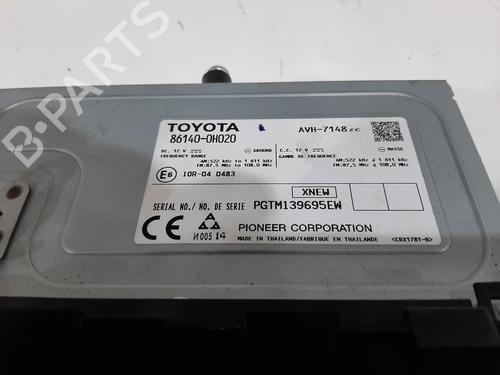 TOYOTA
86140-0H020
AVH-7148ZC
DC. 12 V GROUND
C.C. 12 V MASSE
FREQUENCY RANGE
GAMME DE FREQUENCE
AM:522 kHz to 1 611 kHz
FM:87,5 MHz to 108,0 MHz
AM:522 kHz à 1 611 kHz
FM:87,5 MHz à 108,0 MHz
E6 10R-04 0483
XNEW
SERIAL NO./NO. DE SERIE PGTM139695EW
CE
И00514
PIONEER CORPORATION
MADE IN THAILAND/FABRIQUE EN THAILANDE
<CRX1781-B>
B-PARTS